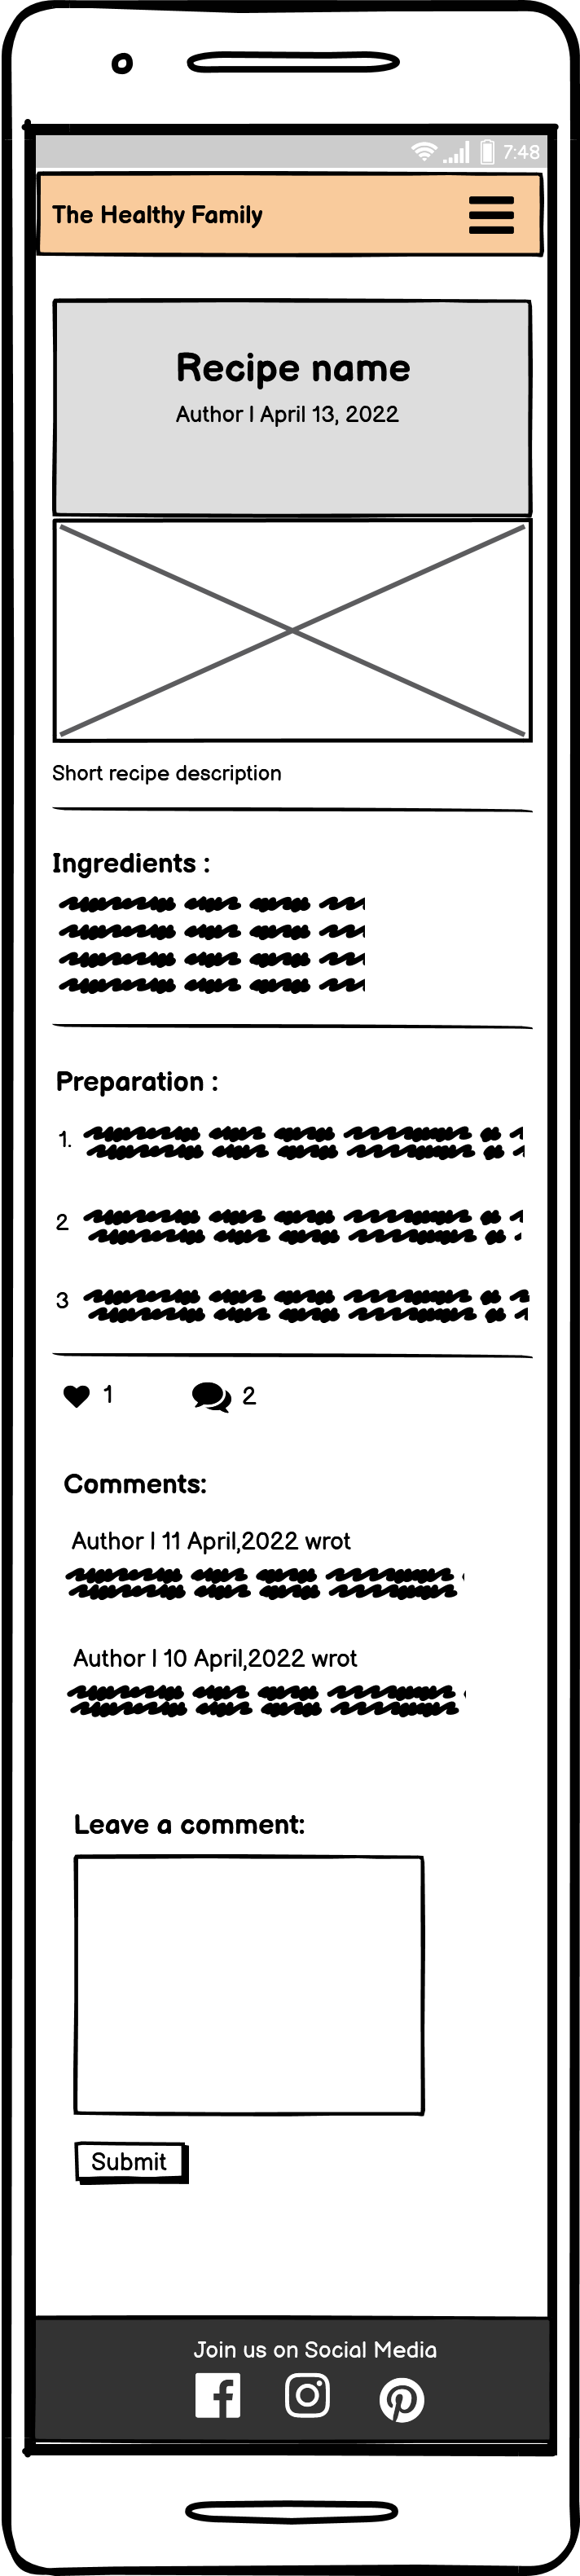 7:48
The Healthy Family
Recipe name
Author | April 13, 2022
Short recipe description
Ingredients :
Preparation :
1.
2
3
1 2
Comments:
Author | 11 April,2022 wrot
Author | 10 April,2022 wrot
Leave a comment:
Submit
Join us on Social Media